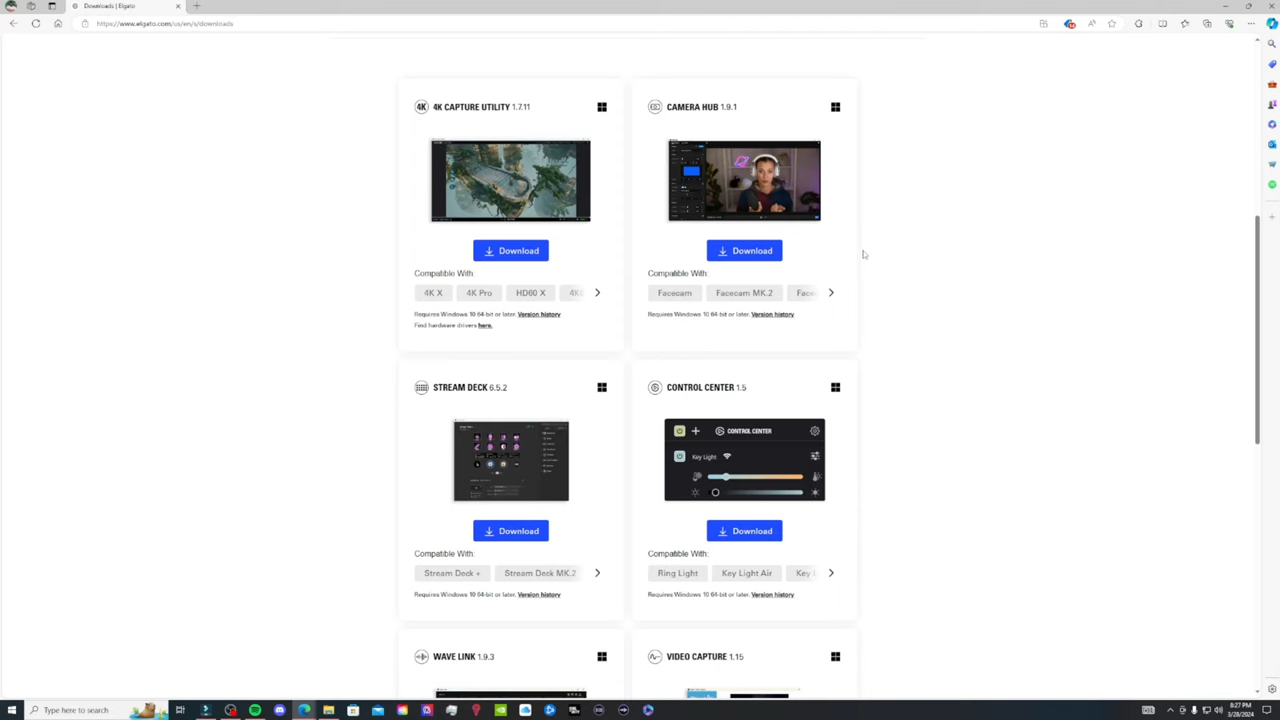 Downloads | Elgato
https://www.elgato.com/us/en/s/downloads
4K 4K CAPTURE UTILITY 1.7.11
CAMERA HUB 1.9.1
Download
Download
Compatible With:
Compatible With:
4K X 4K Pro HD60 X
Facecam Facecam MK.2
Requires Windows 10 64-bit or later. Version history
Requires Windows 10 64-bit or later. Version history
Find hardware drivers here.
STREAM DECK 6.5.2
CONTROL CENTER 1.5
CONTROL CENTER
Key Light
Download
Download
Compatible With:
Compatible With:
Stream Deck + Stream Deck MK.2
Ring Light Key Light Air Key L
Requires Windows 10 64-bit or later. Version history
Requires Windows 10 64-bit or later. Version history
WAVE LINK 1.9.3
VIDEO CAPTURE 1.15
Type here to search
8:27 PM
3/28/2024